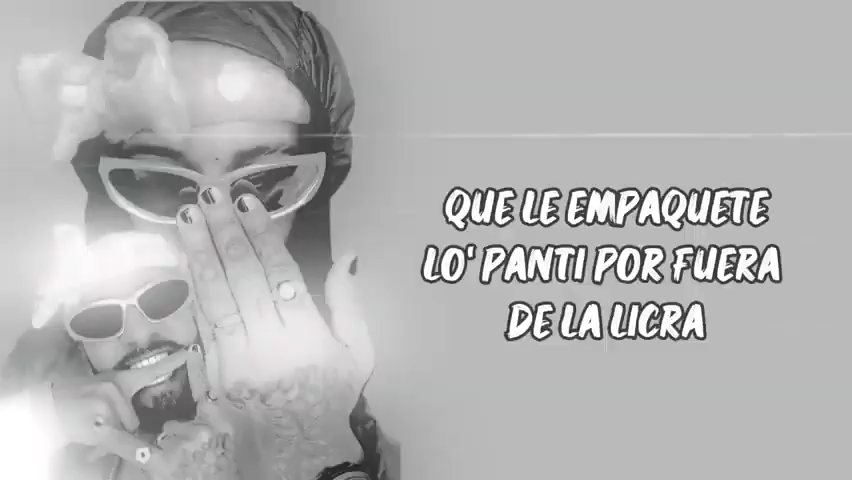 QUE LE EMPAQUETE
LO' PANTI POR FUERA
DE LA LICRA